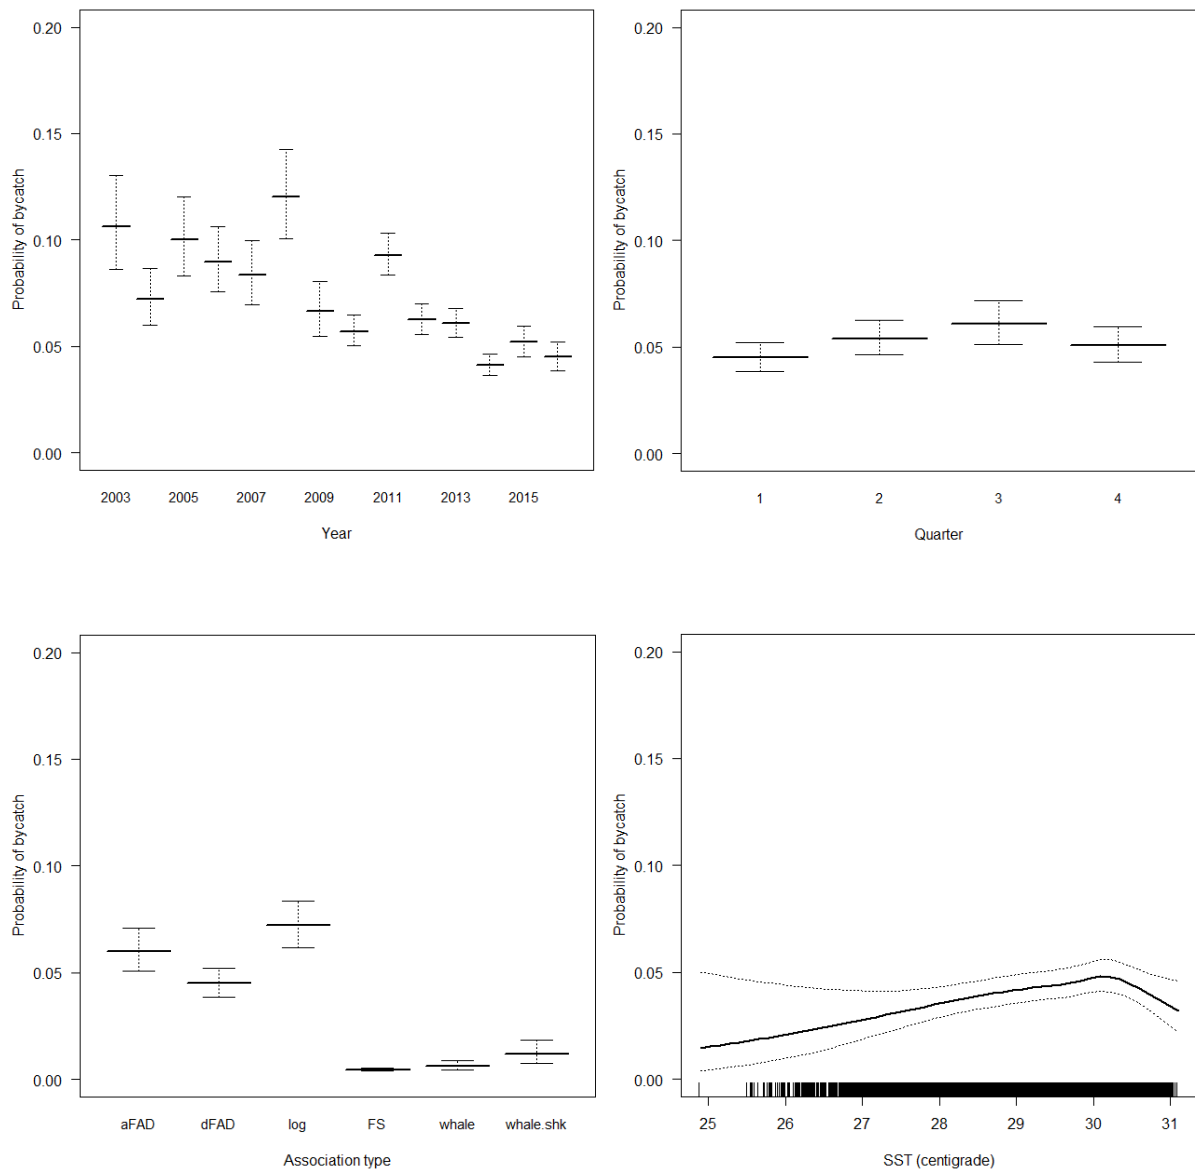 0.20
0.15
0.10
0.05
0.00
Probability of bycatch
2003 2005 2007 2009 2011 2013 2015
Year
0.20
0.15
0.10
0.05
0.00
Probability of bycatch
1 2 3 4
Quarter
0.20
0.15
0.10
0.05
0.00
Probability of bycatch
aFAD dFAD log FS whale whale.shk
Association type
0.20
0.15
0.10
0.05
0.00
Probability of bycatch
25 26 27 28 29 30 31
SST (centigrade)